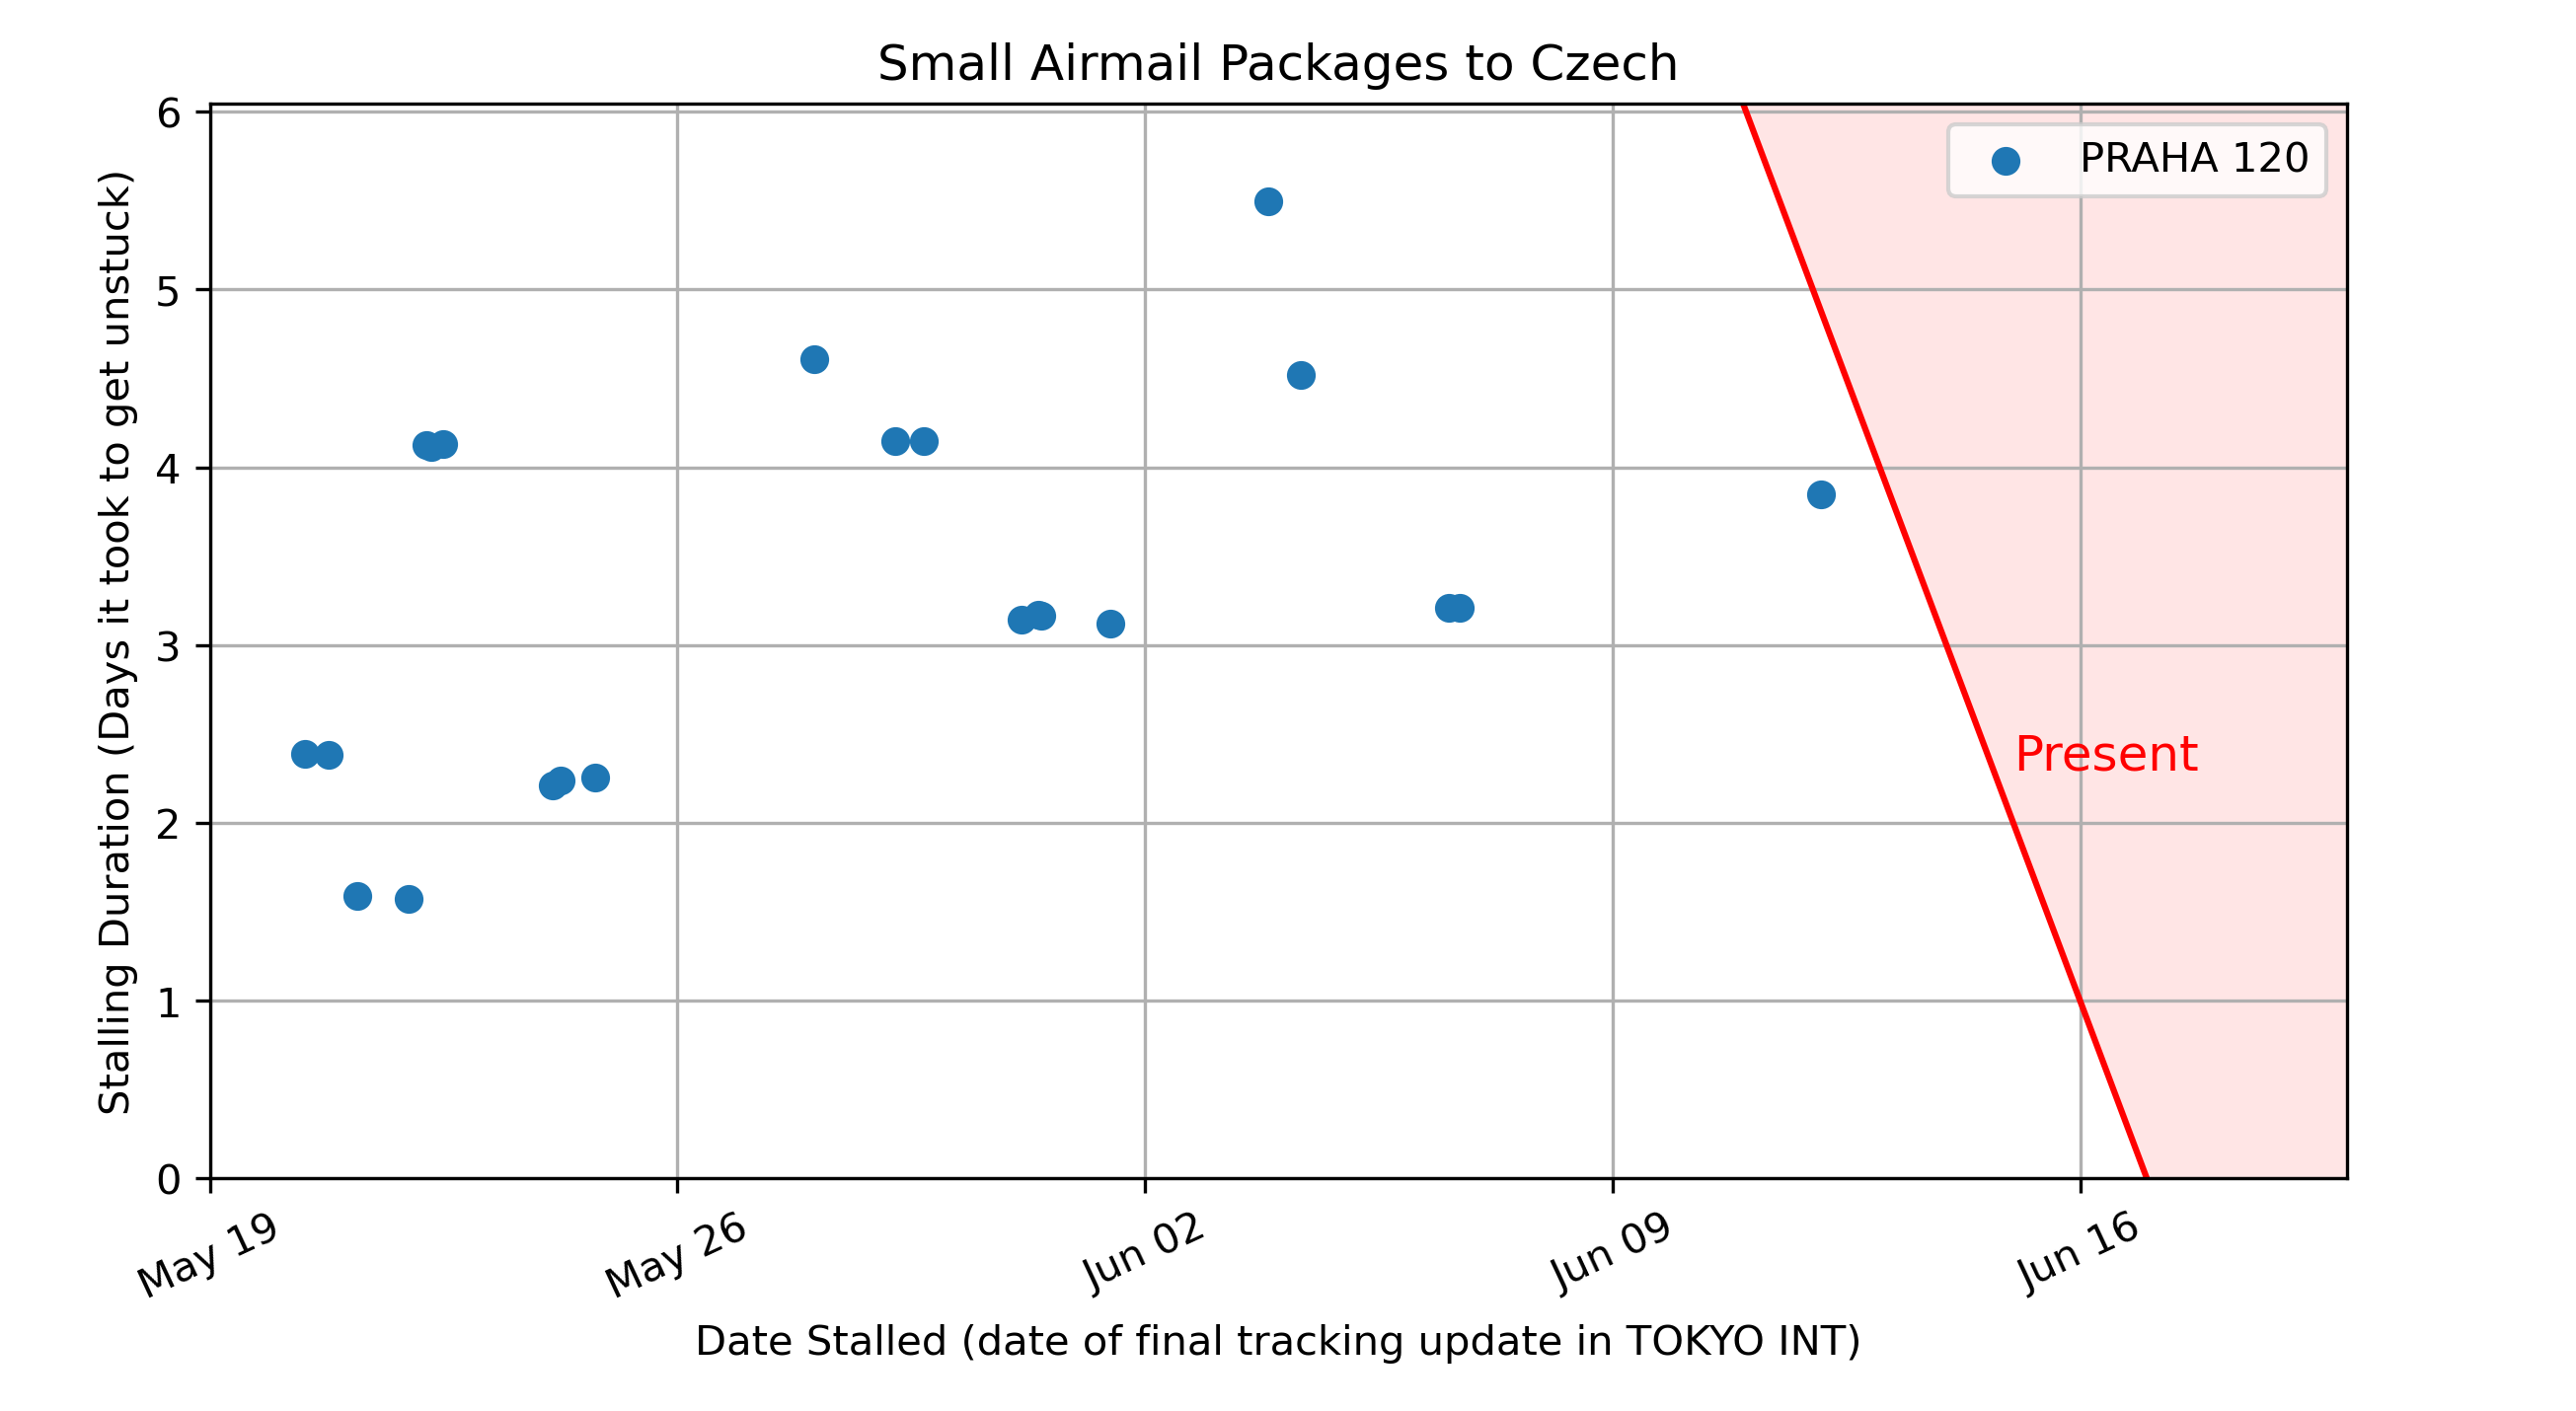 Small Airmail Packages to Czech
Stalling Duration (Days it took to get unstuck)
6
5
4
3
2
1
0
PRAHA 120
Present
May 19
May 26
Jun 02
Jun 09
Jun 16
Date Stalled (date of final tracking update in TOKYO INT)